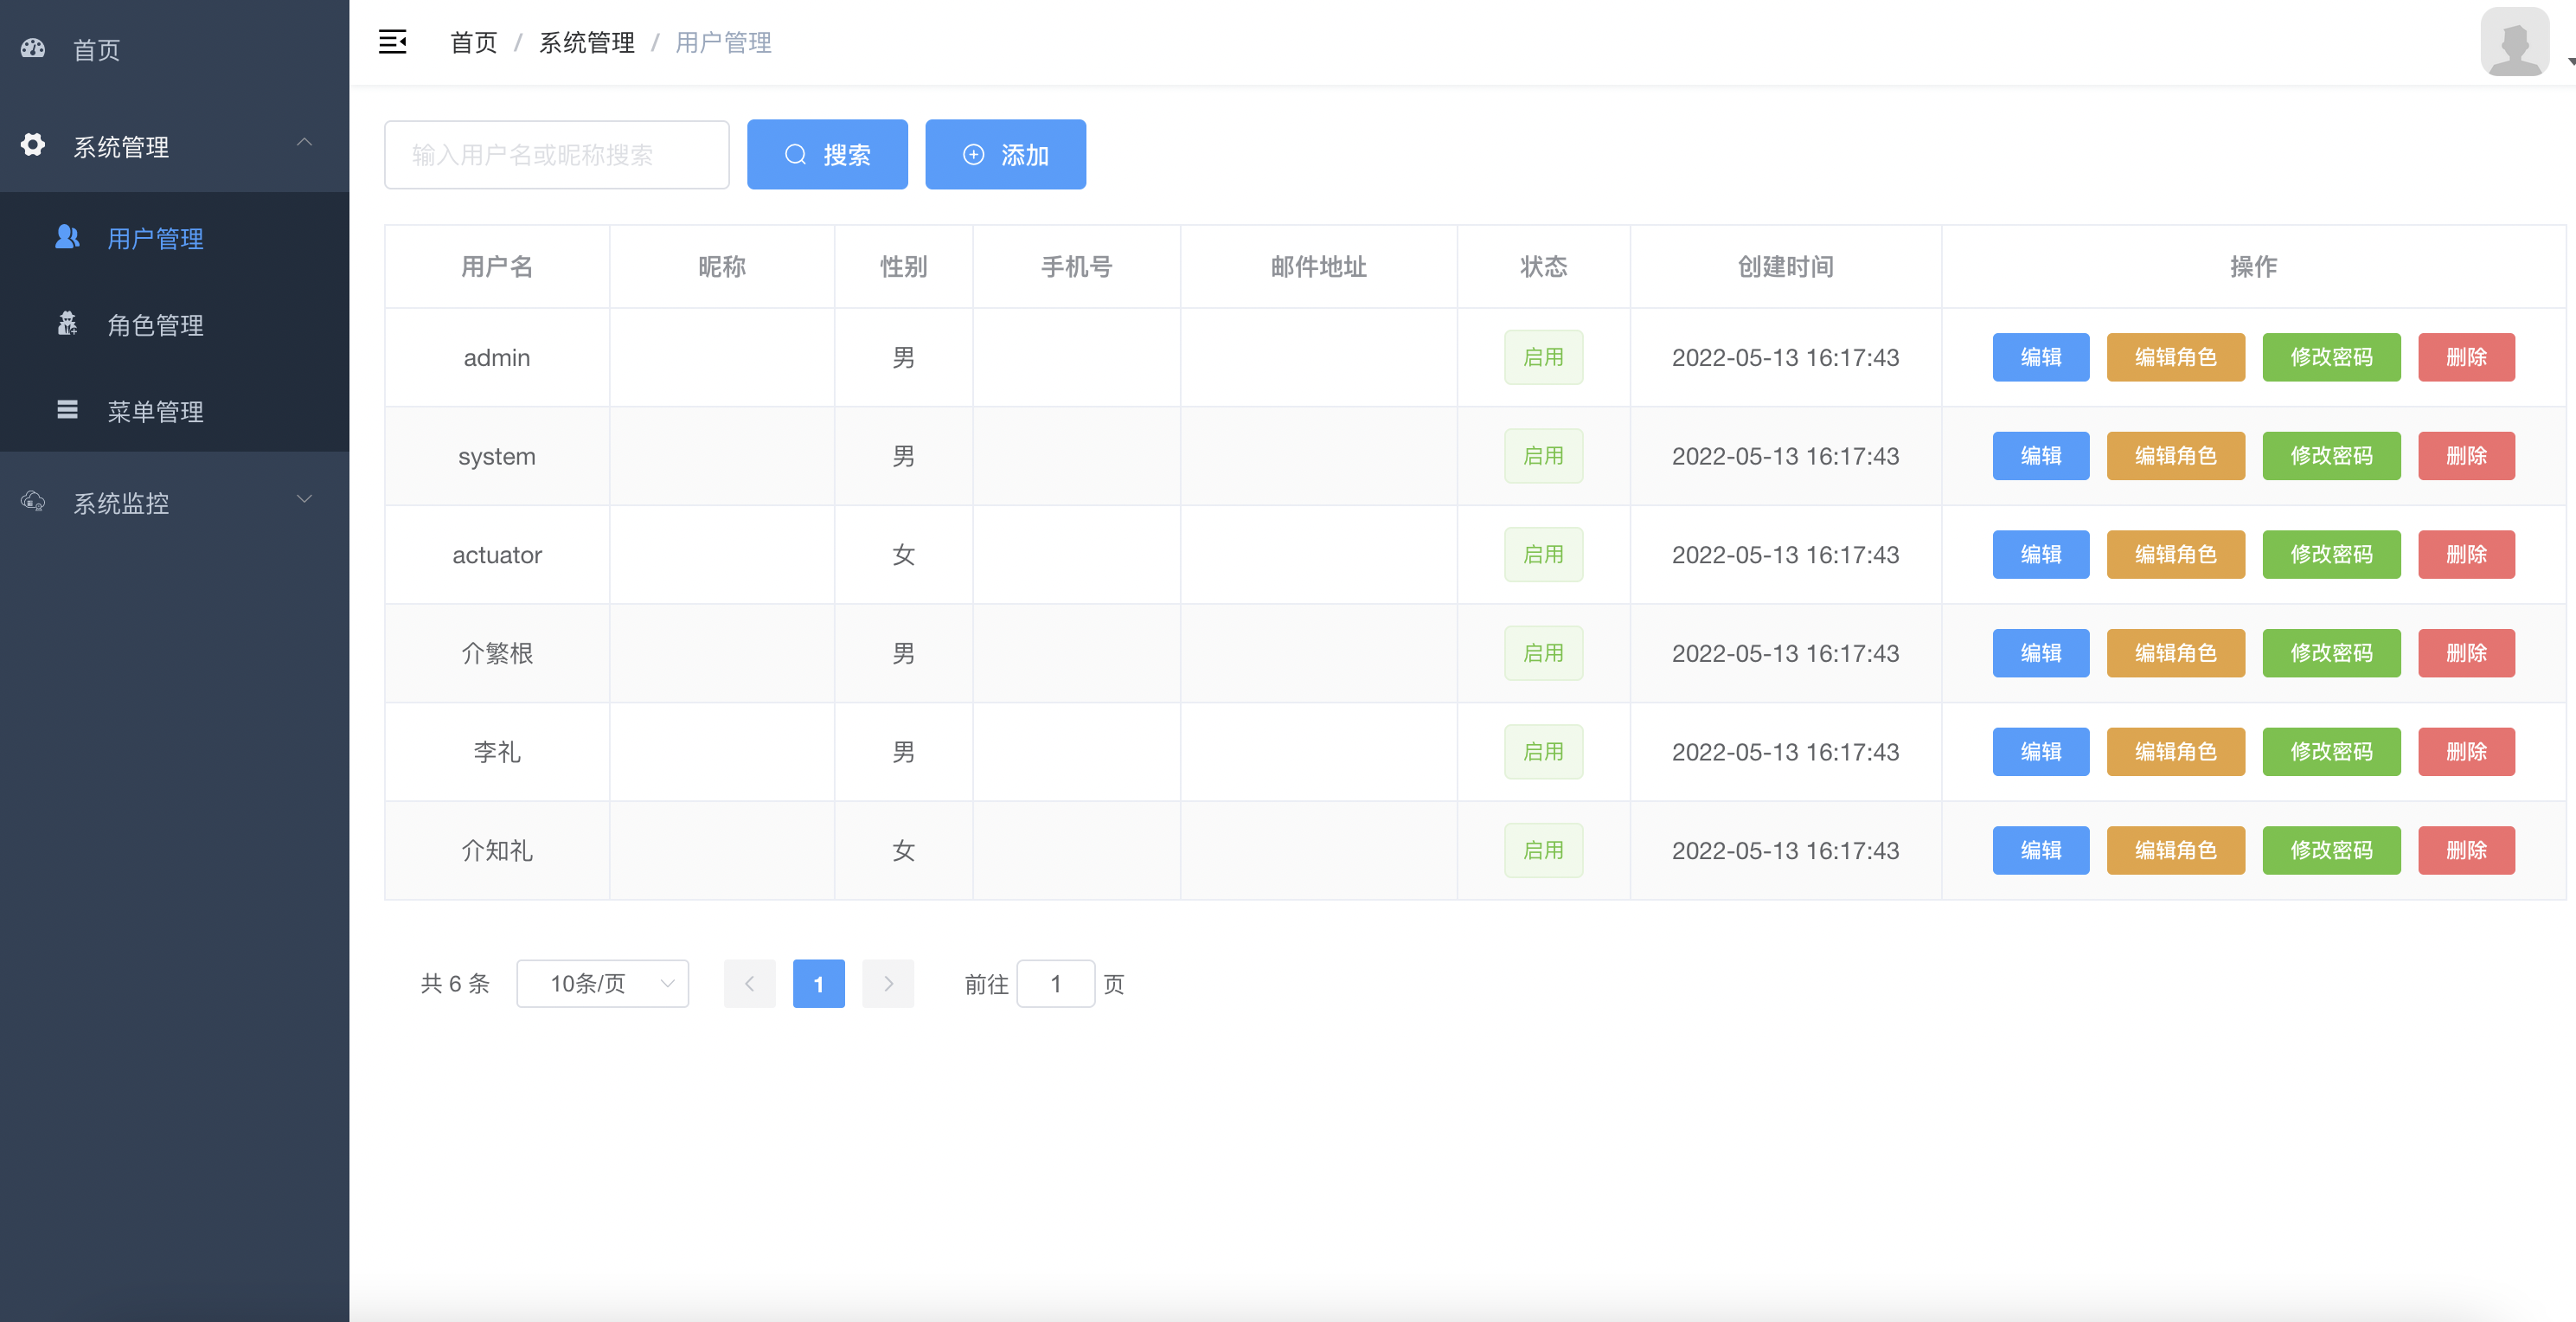 首页
系统管理
用户管理
角色管理
菜单管理
系统监控
首页 / 系统管理 / 用户管理
输入用户名或昵称搜索 搜索 添加
用户名 昵称 性别 手机号 邮件地址 状态 创建时间 操作
admin 男 启用 2022-05-13 16:17:43 编辑 编辑角色 修改密码 删除
system 男 启用 2022-05-13 16:17:43 编辑 编辑角色 修改密码 删除
actuator 女 启用 2022-05-13 16:17:43 编辑 编辑角色 修改密码 删除
介繁根 男 启用 2022-05-13 16:17:43 编辑 编辑角色 修改密码 删除
李礼 男 启用 2022-05-13 16:17:43 编辑 编辑角色 修改密码 删除
介知礼 女 启用 2022-05-13 16:17:43 编辑 编辑角色 修改密码 删除
共 6 条 10条/页 1 前往 1 页